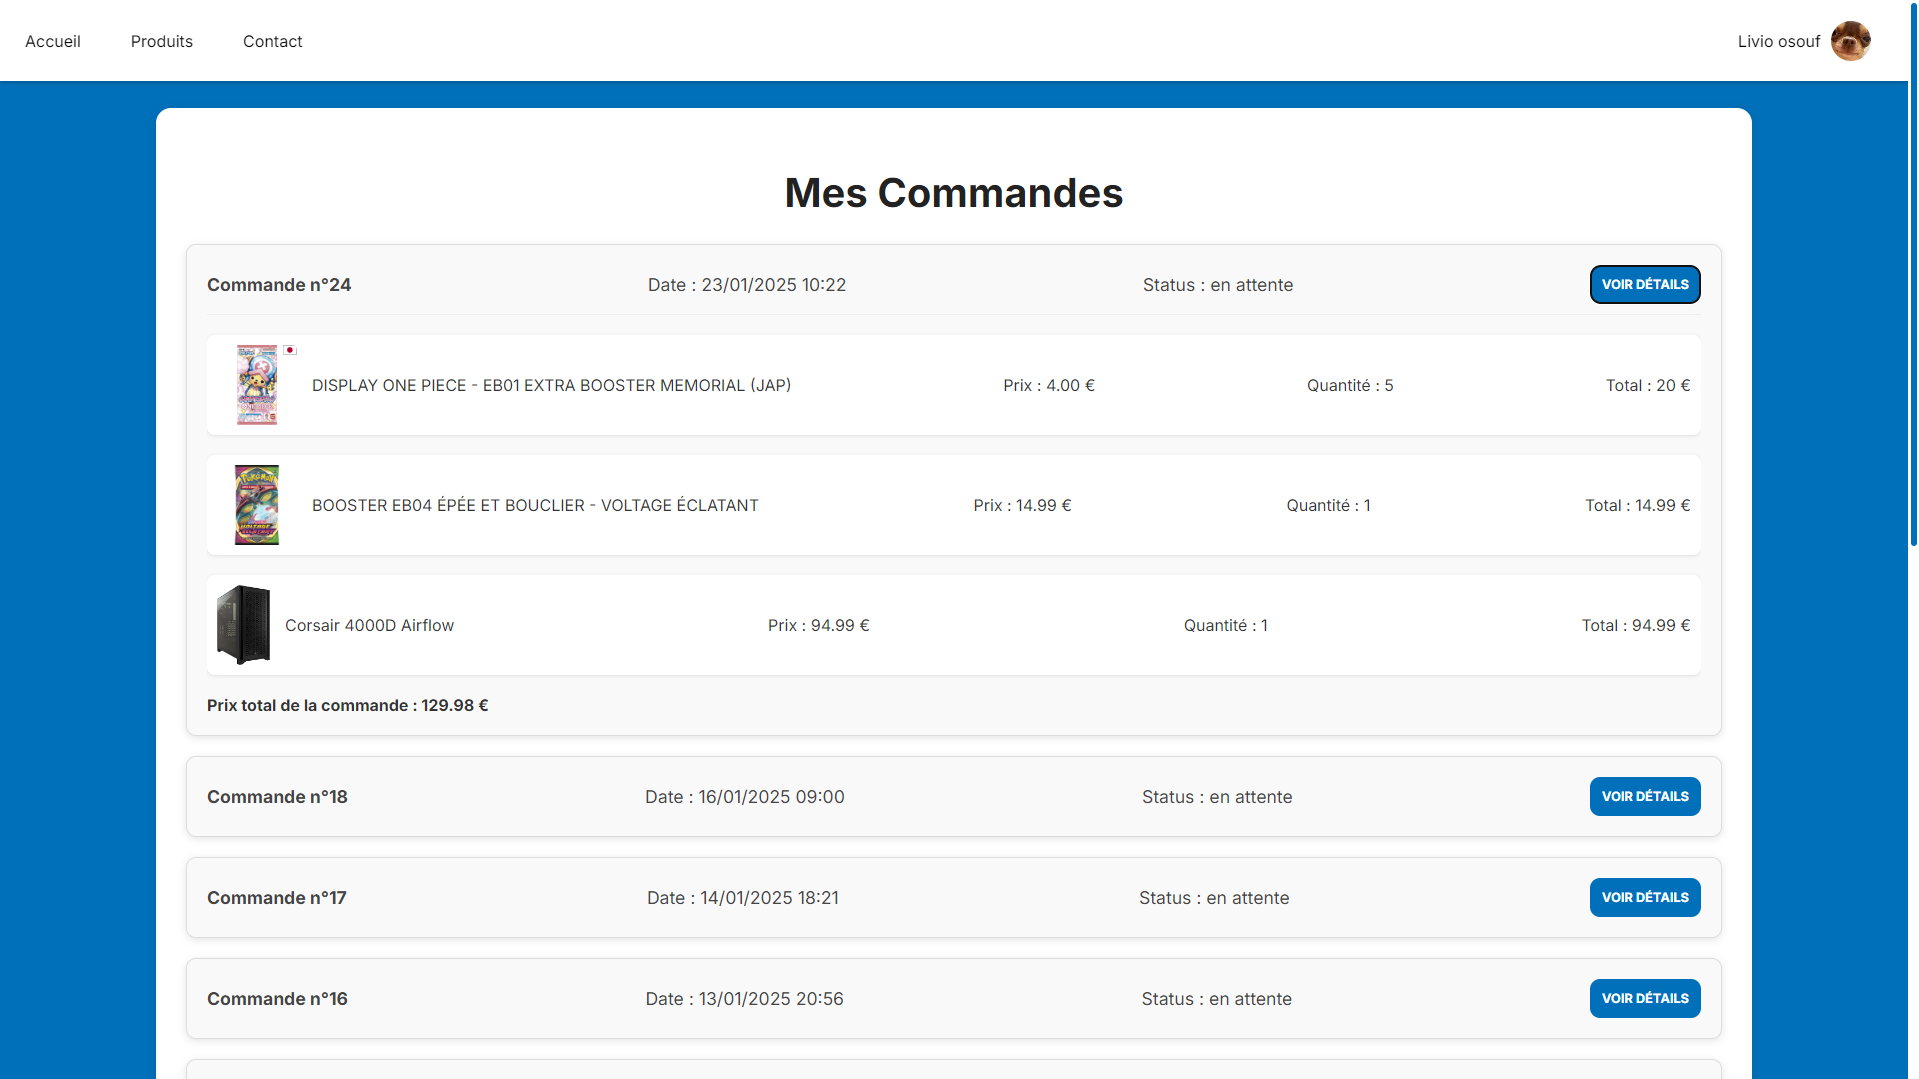 Accueil Produits Contact Livio osouf
Mes Commandes
Commande n°24 Date : 23/01/2025 10:22 Status : en attente VOIR DÉTAILS
DISPLAY ONE PIECE - EB01 EXTRA BOOSTER MEMORIAL (JAP) Prix : 4.00 € Quantité : 5 Total : 20 €
BOOSTER EB04 ÉPÉE ET BOUCLIER - VOLTAGE ÉCLATANT Prix : 14.99 € Quantité : 1 Total : 14.99 €
Corsair 4000D Airflow Prix : 94.99 € Quantité : 1 Total : 94.99 €
Prix total de la commande : 129.98 €
Commande n°18 Date : 16/01/2025 09:00 Status : en attente VOIR DÉTAILS
Commande n°17 Date : 14/01/2025 18:21 Status : en attente VOIR DÉTAILS
Commande n°16 Date : 13/01/2025 20:56 Status : en attente VOIR DÉTAILS